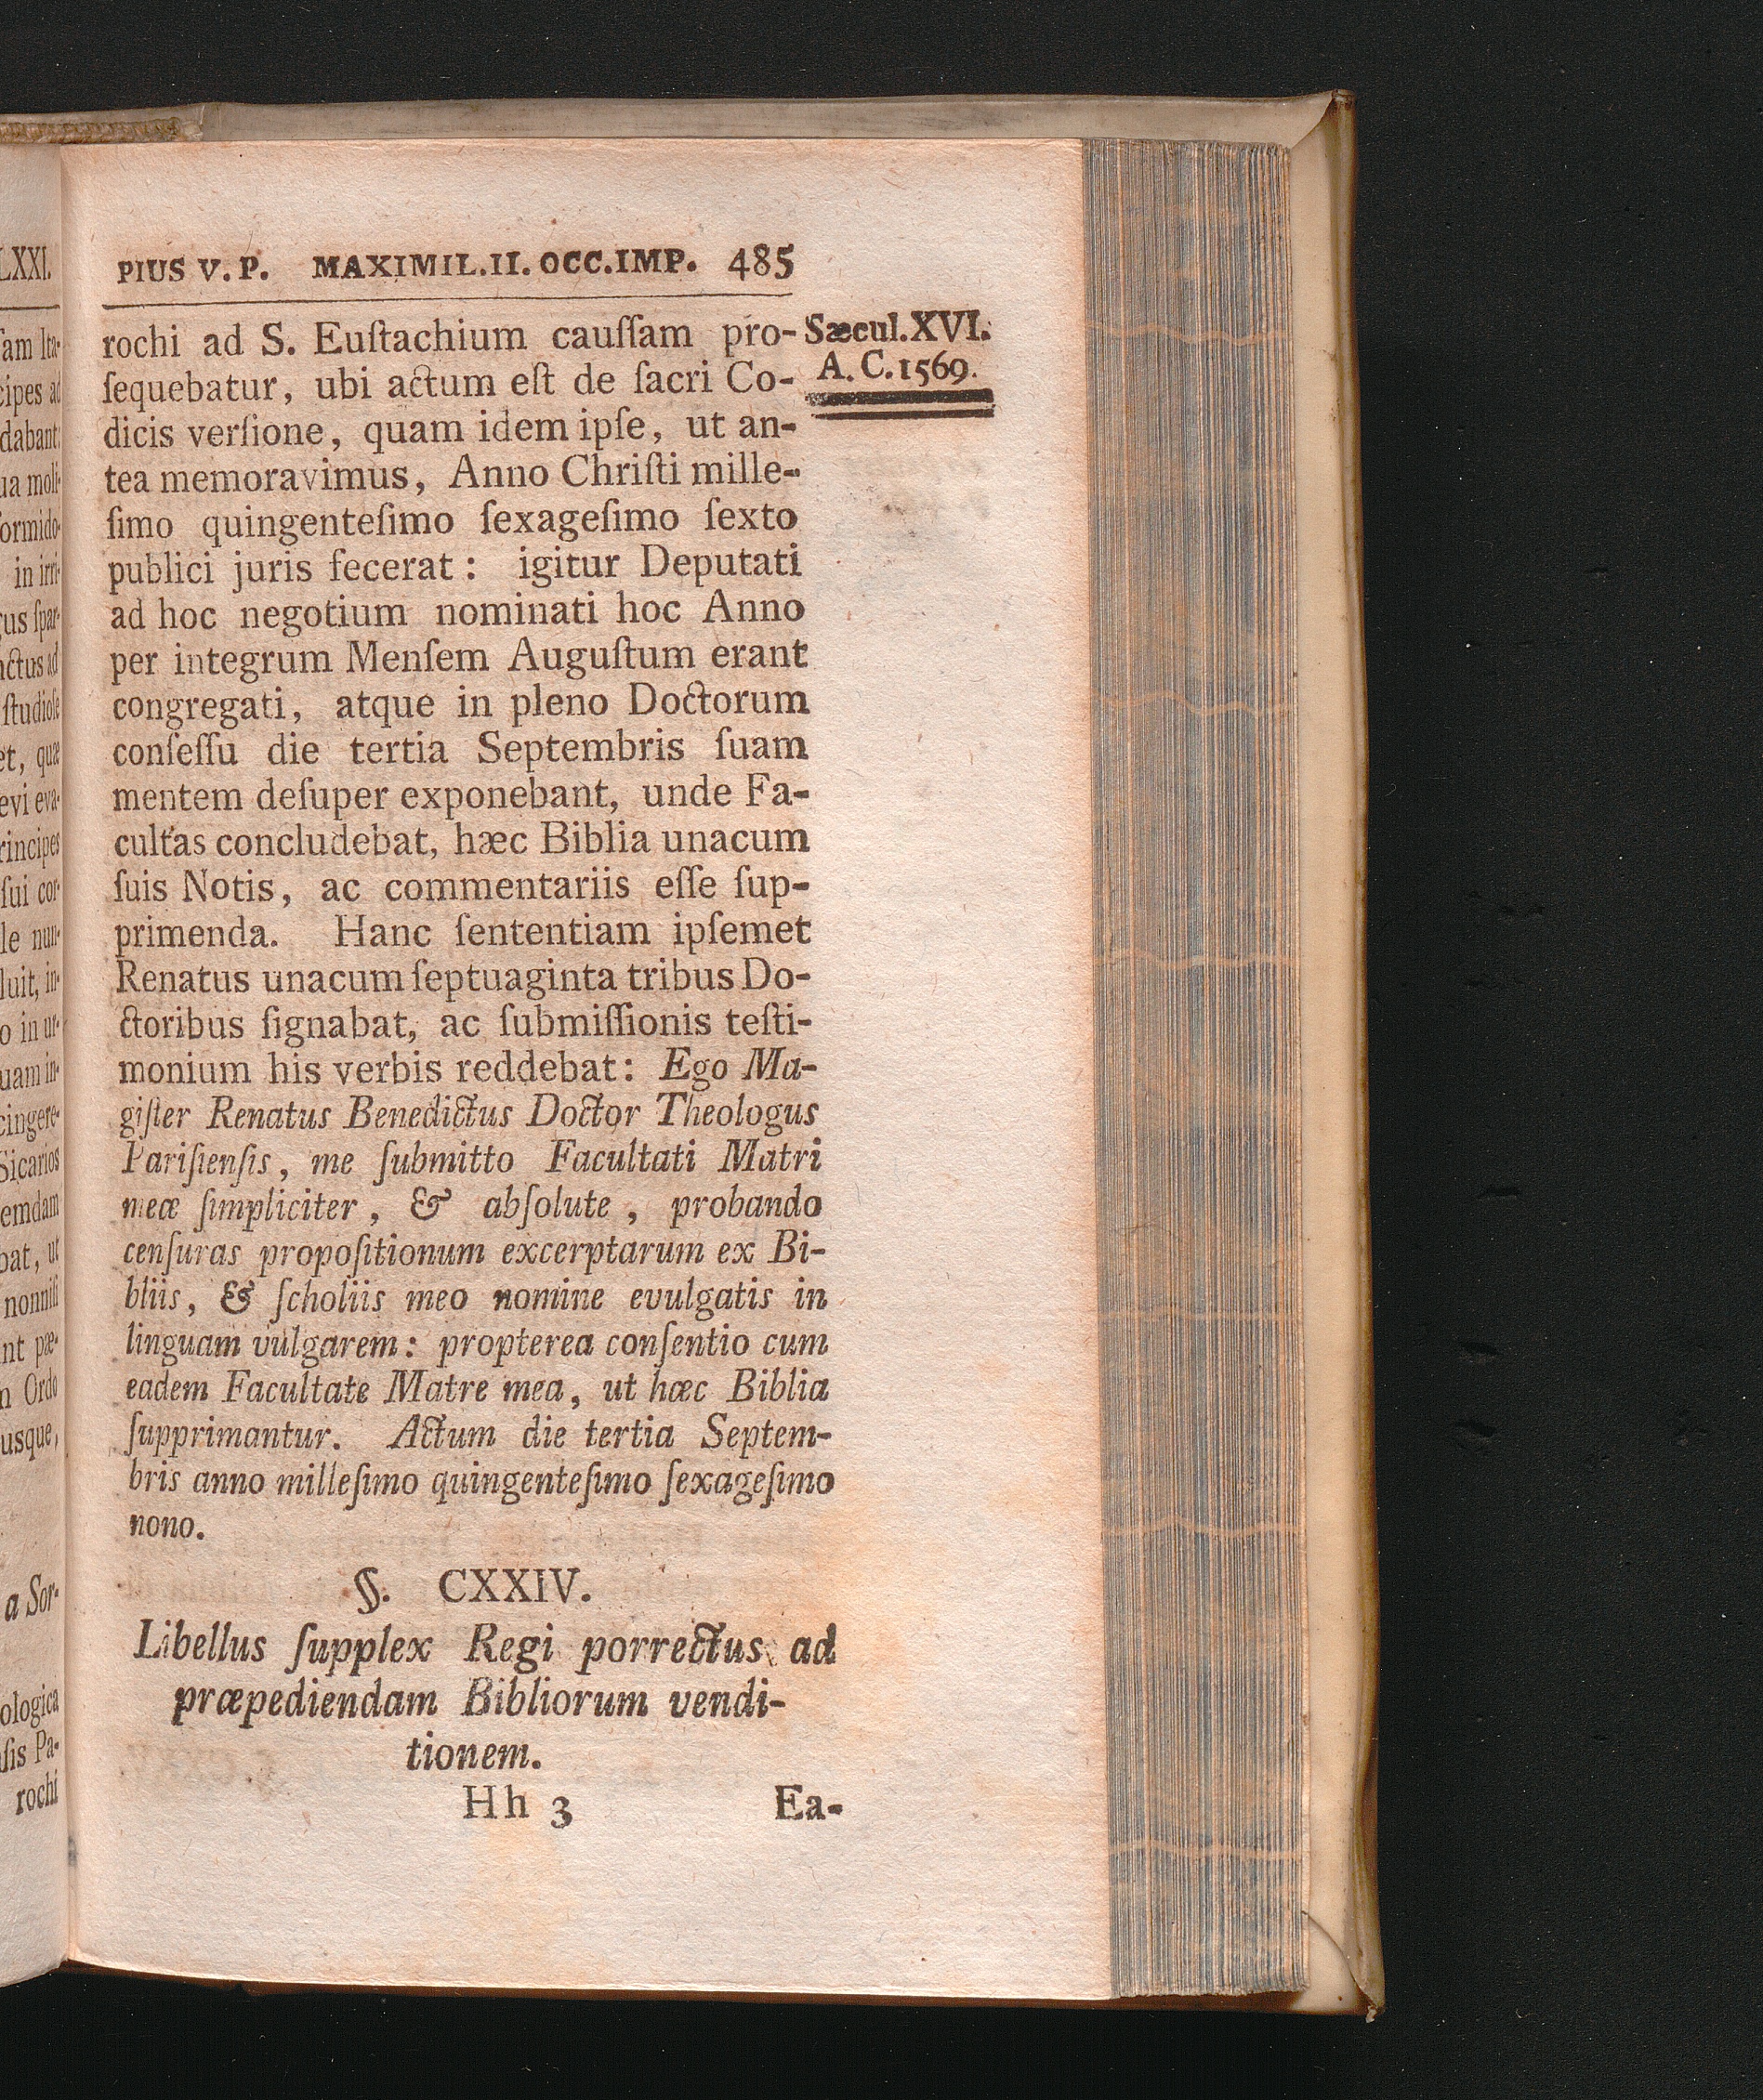 PIUS V. P. MAXIMIL. II. OCC. IMP. 485
Sæcul. XVI.
A. C. 1569.
rochi ad S. Euſtachium cauſſam pro-
ſequebatur, ubi actum eſt de ſacri Co-
dicis verſione, quam idem ipſe, ut an-
tea memoravimus, Anno Chriſti mille-
ſimo quingenteſimo ſexageſimo ſexto
publici juris fecerat: igitur Deputati
ad hoc negotium nominati hoc Anno
per integrum Menſem Auguſtum erant
congregati, atque in pleno Doctorum
conſeſſu die tertia Septembris ſuam
mentem deſuper exponebant, unde Fa-
cultas concludebat, hæc Biblia unacum
ſuis Notis, ac commentariis eſſe ſup-
primenda. Hanc ſententiam ipſemet
Renatus unacum ſeptuaginta tribus Do-
ctoribus ſignabat, ac ſubmiſſionis teſti-
monium his verbis reddebat: Ego Ma-
giſter Renatus Benedictus Doctor Theologus
Pariſienſis, me ſubmitto Facultati Matri
meæ ſimpliciter, & abſolute, probando
cenſuras propoſitionum excerptarum ex Bi-
bliis, & ſcholiis meo nomine evulgatis in
linguam vulgarem: propterea conſentio cum
eadem Facultate Matre mea, ut hæc Biblia
ſupprimantur. Actum die tertia Septem-
bris anno milleſimo quingenteſimo ſexageſimo
nono.
§. CXXIV.
Libellus ſupplex Regi porrectus ad
præpediendam Bibliorum vendi-
tionem.
Hh 3 Ea-